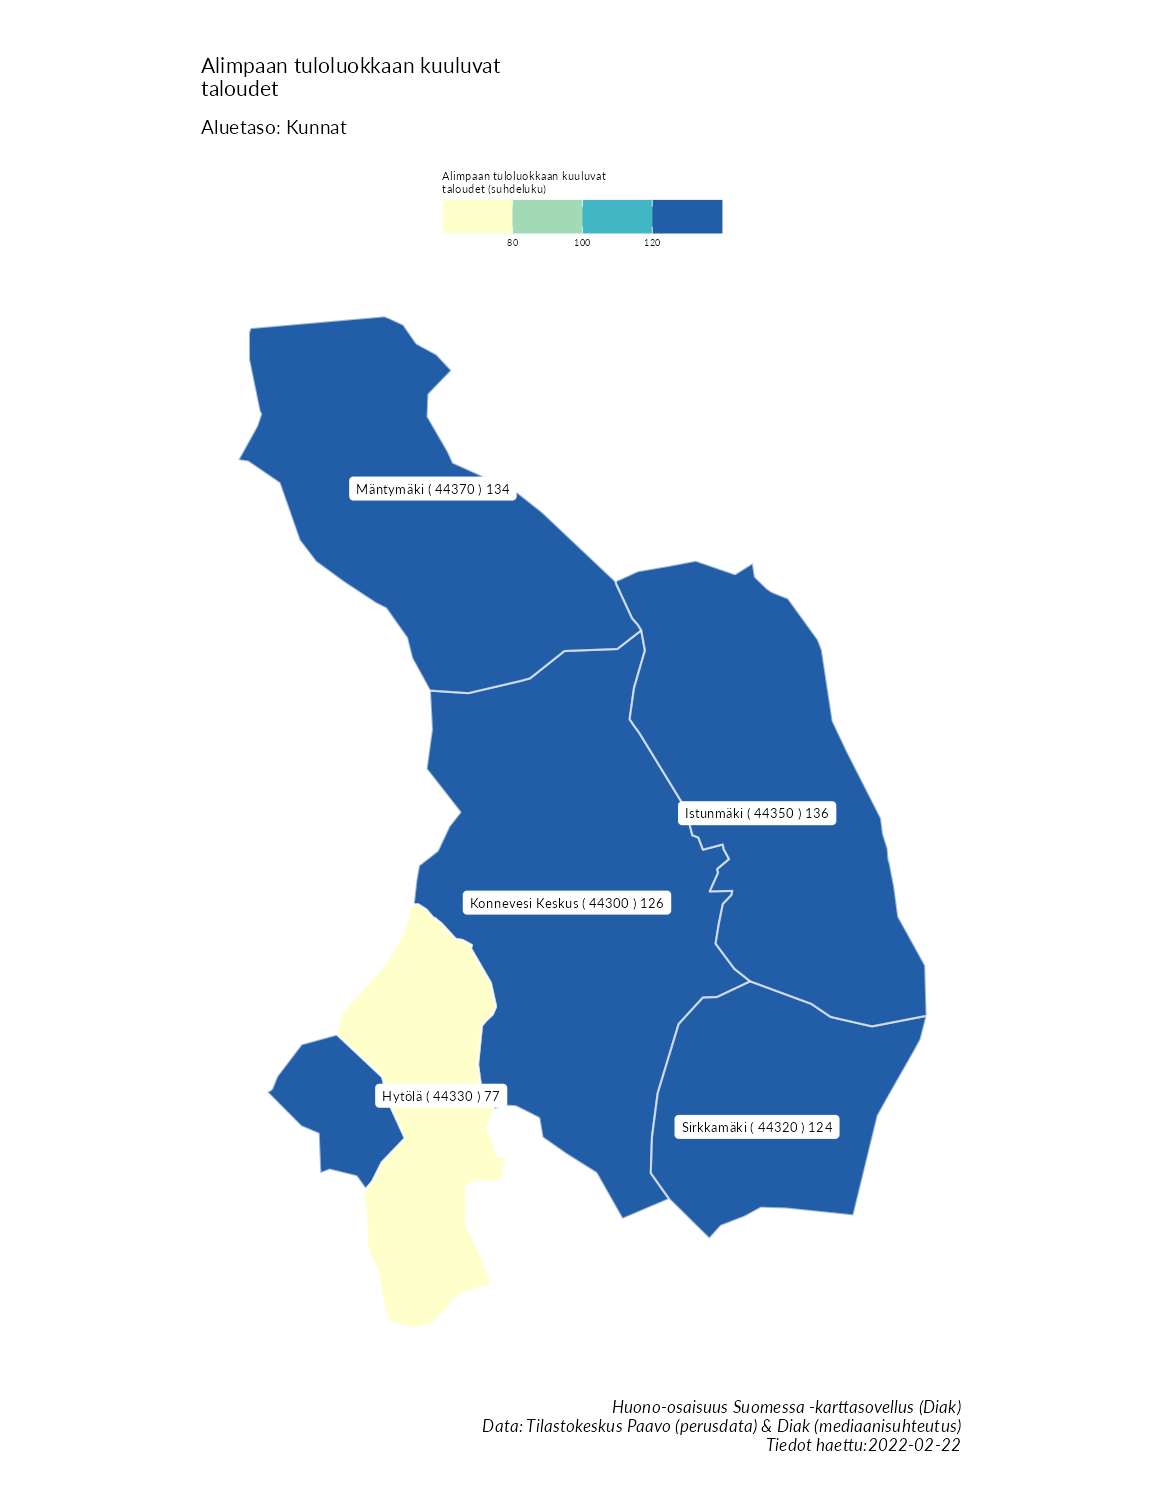 Alimpaan tuloluokkaan kuuluvat
taloudet
Aluetaso: Kunnat
Alimpaan tuloluokkaan kuuluvat
taloudet (suhdeluku)
80 100 120
Mäntymäki ( 44370 ) 134
Istunmäki ( 44350 ) 136
Konnevesi Keskus ( 44300 ) 126
Hytölä ( 44330 ) 77
Sirkkamäki ( 44320 ) 124
Huono-osaisuus Suomessa -karttasovellus (Diak)
Data: Tilastokeskus Paavo (perusdata) & Diak (mediaanisuhteutus)
Tiedot haettu:2022-02-22